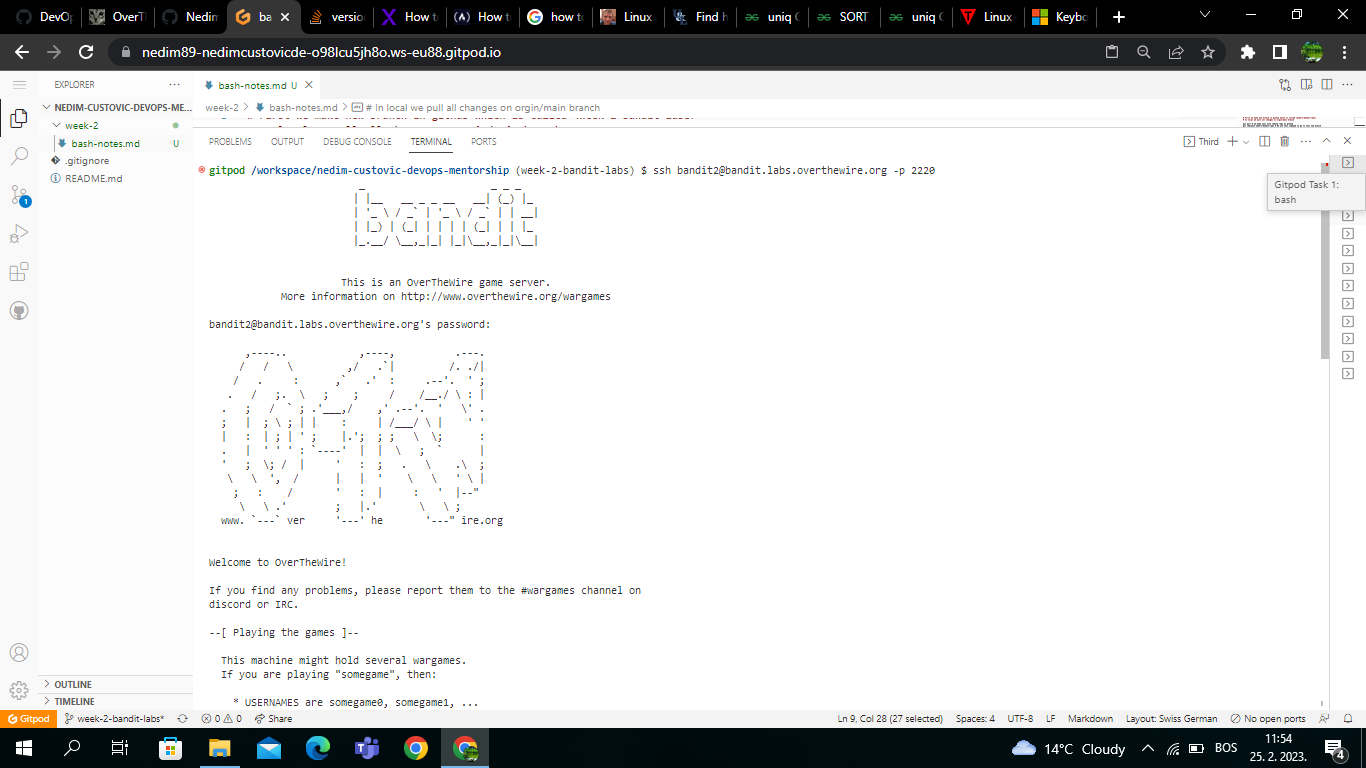 DevO
OverT
Nedim
ba
versio
How t
How t
how to
Linux
Find h
uniq (
SORT
uniq (
Linux
Keybo
nedim89-nedimcustovicde-o98lcu5jh8o.ws-eu88.gitpod.io
EXPLORER
bash-notes.md U
NEDIM-CUSTOVIC-DEVOPS-ME...
week-2 > bash-notes.md > # In local we pull all changes on orgin/main branch
week-2
bash-notes.md U
.gitignore
README.md
PROBLEMS OUTPUT DEBUG CONSOLE TERMINAL PORTS
Third
gitpod /workspace/nedim-custovic-devops-mentorship (week-2-bandit-labs) $ ssh bandit2@bandit.labs.overthewire.org -p 2220
Gitpod Task 1:
bash
bandit
This is an OverTheWire game server.
More information on http://www.overthewire.org/wargames
bandit2@bandit.labs.overthewire.org's password:
www. `---` ver '---' he '---" ire.org
Welcome to OverTheWire!
If you find any problems, please report them to the #wargames channel on
discord or IRC.
--[ Playing the games ]--
This machine might hold several wargames.
If you are playing "somegame", then:
* USERNAMES are somegame0, somegame1, ...
OUTLINE
TIMELINE
Gitpod week-2-bandit-labs* 0 0 Share Ln 9, Col 28 (27 selected) Spaces: 4 UTF-8 LF Markdown Layout: Swiss German No open ports
14°C Cloudy
BOS
11:54
25. 2. 2023.
4